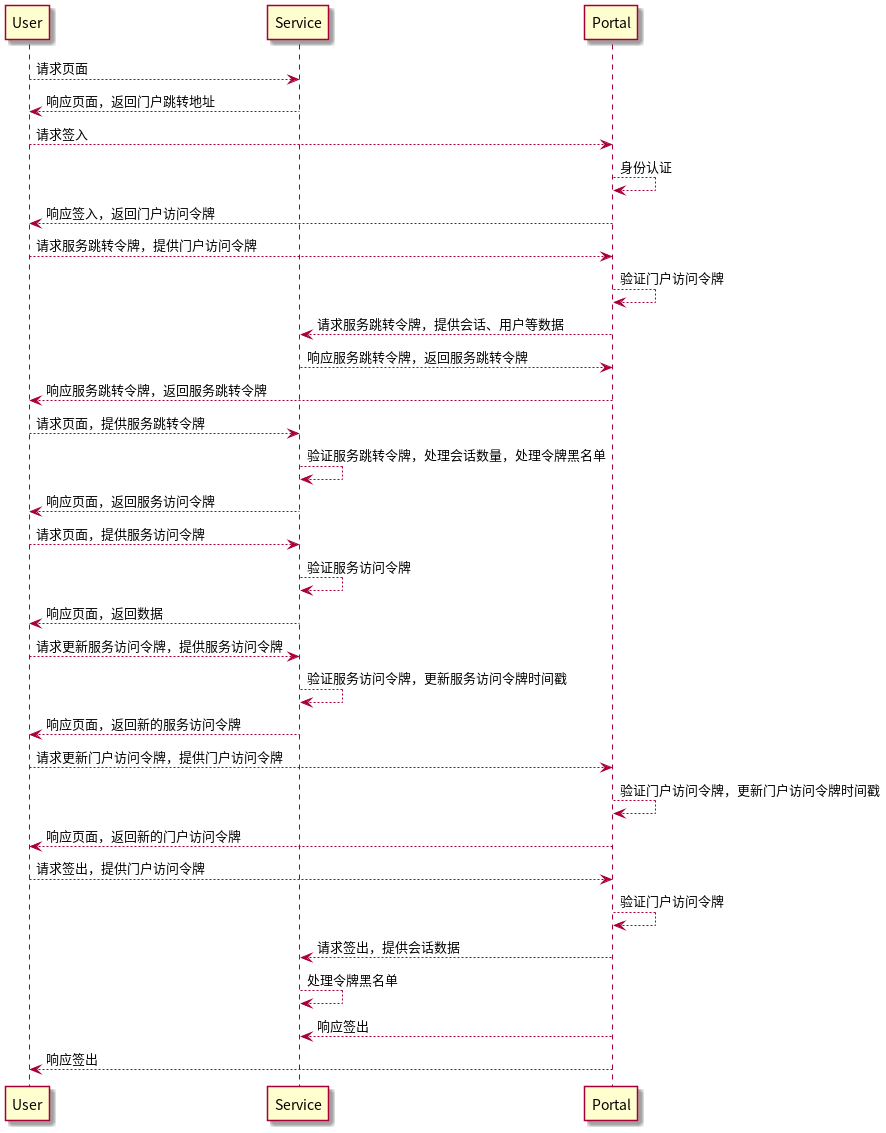 User
Service
Portal
请求页面
响应页面，返回门户跳转地址
请求签入
身份认证
响应签入，返回门户访问令牌
请求服务跳转令牌，提供门户访问令牌
验证门户访问令牌
请求服务跳转令牌，提供会话、用户等数据
响应服务跳转令牌，返回服务跳转令牌
响应服务跳转令牌，返回服务跳转令牌
请求页面，提供服务跳转令牌
验证服务跳转令牌，处理会话数量，处理令牌黑名单
响应页面，返回服务访问令牌
请求页面，提供服务访问令牌
验证服务访问令牌
响应页面，返回数据
请求更新服务访问令牌，提供服务访问令牌
验证服务访问令牌，更新服务访问令牌时间戳
响应页面，返回新的服务访问令牌
请求更新门户访问令牌，提供门户访问令牌
验证门户访问令牌，更新门户访问令牌时间戳
响应页面，返回新的门户访问令牌
请求签出，提供门户访问令牌
验证门户访问令牌
请求签出，提供会话数据
处理令牌黑名单
响应签出
响应签出
User
Service
Portal